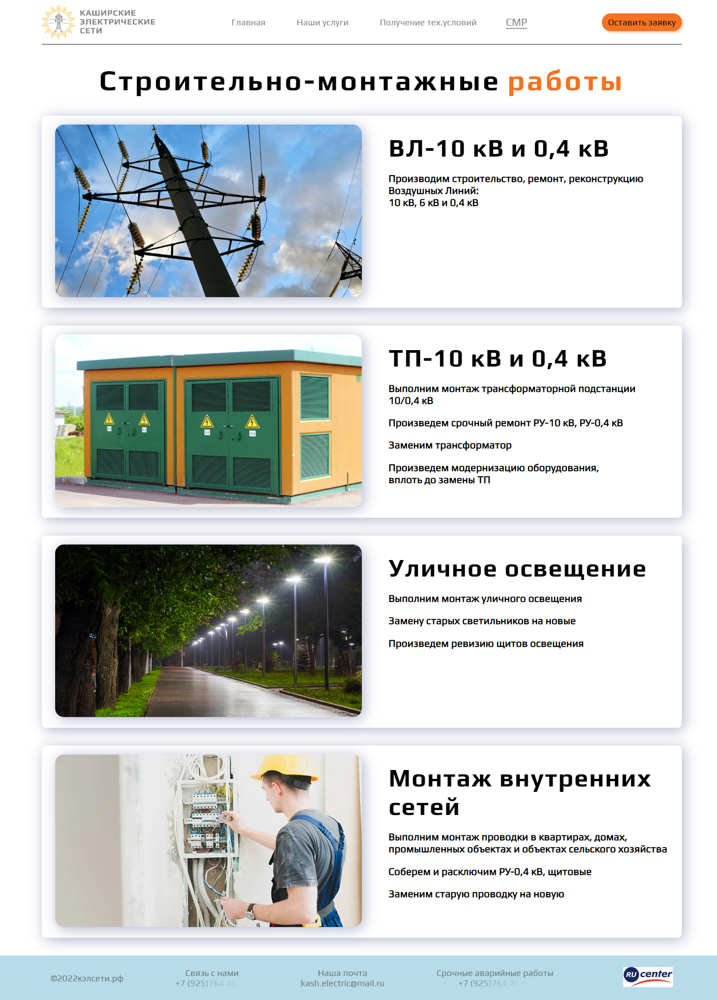 КАШИРСКИЕ
ЭЛЕКТРИЧЕСКИЕ
СЕТИ
Главная
Наши услуги
Получение тех.условий
СМР
Оставить заявку
Строительно-монтажные работы
ВЛ-10 кВ и 0,4 кВ
Производим строительство, ремонт, реконструкцию
Воздушных Линий:
10 кВ, 6 кВ и 0,4 кВ
ТП-10 кВ и 0,4 кВ
Выполним монтаж трансформаторной подстанции
10/0,4 кВ
Произведем срочный ремонт РУ-10 кВ, РУ-0,4 кВ
Заменим трансформатор
Произведем модернизацию оборудования,
вплоть до замены ТП
Т-2
Т-2
Уличное освещение
Выполним монтаж уличного освещения
Замену старых светильников на новые
Произведем ревизию щитов освещения
Монтаж внутренних
сетей
Выполним монтаж проводки в квартирах, домах,
промышленных объектах и объектах сельского хозяйства
Соберем и расключим РУ-0,4 кВ, щитовые
Заменим старую проводку на новую
©2022кэлсети.рф
Связь с нами
+7 (925)764 46 9
Наша почта
kash.electric@mail.ru
Срочные аварийные работы
+7 (925)764 46 9
RU center